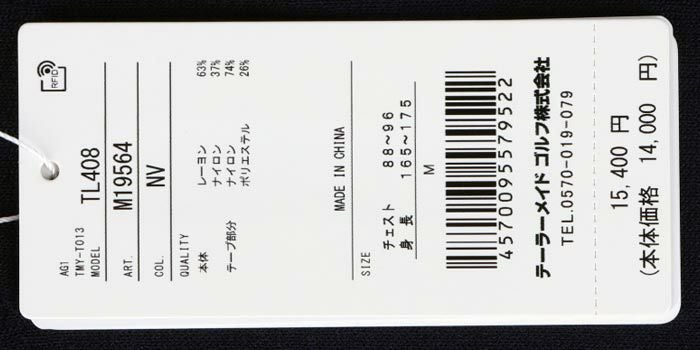 RFID
AG1
TMY-T013
MODEL TL408
ART. M19564
COL. NV
QUALITY
本体 レーヨン 63%
ナイロン 37%
テープ部分 ナイロン 74%
ポリエステル 26%
MADE IN CHINA
SIZE
チェスト 88~96
身長 165~175
M
4570095579522
テーラーメイド ゴルフ株式会社
TEL.0570-019-079
15,400 円
(本体価格 14,000 円)